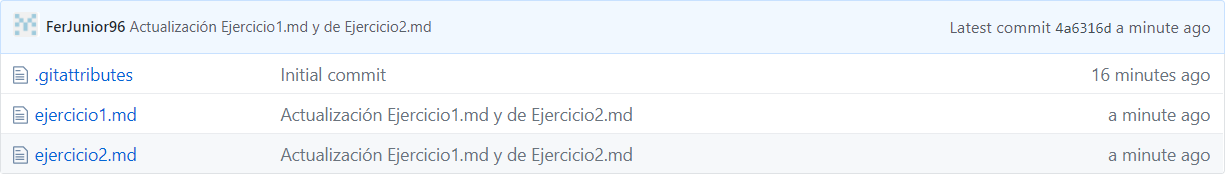 FerJunior96 Actualización Ejercicio1.md y de Ejercicio2.md Latest commit 4a6316d a minute ago
.gitattributes Initial commit 16 minutes ago
ejercicio1.md Actualización Ejercicio1.md y de Ejercicio2.md a minute ago
ejercicio2.md Actualización Ejercicio1.md y de Ejercicio2.md a minute ago